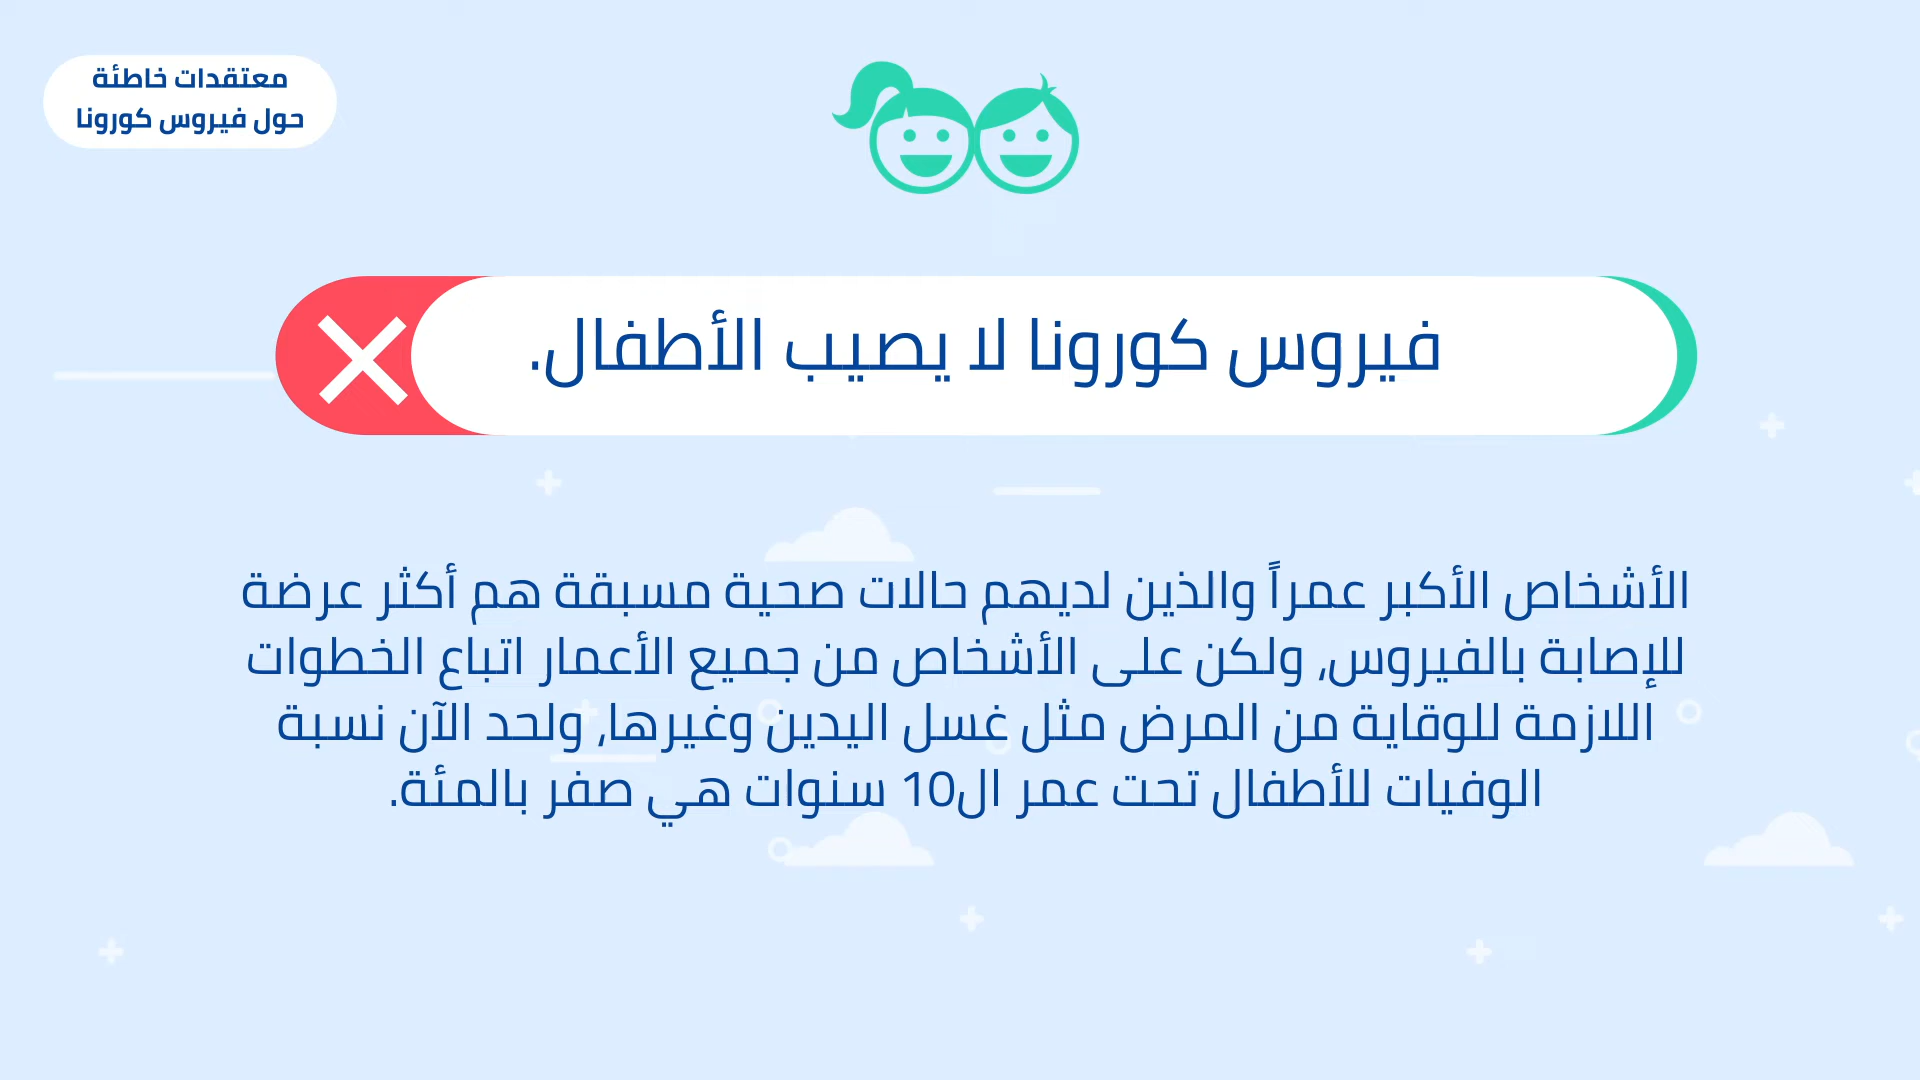 معتقدات خاطئة
حول فيروس كورونا
فيروس كورونا لا يصيب الأطفال.
الأشخاص الأكبر عمراً والذين لديهم حالات صحية مسبقة هم أكثر عرضة
للإصابة بالفيروس، ولكن على الأشخاص من جميع الأعمار اتباع الخطوات
اللازمة للوقاية من المرض مثل غسل اليدين وغيرها، ولحد الآن نسبة
الوفيات للأطفال تحت عمر ال10 سنوات هي صفر بالمئة.